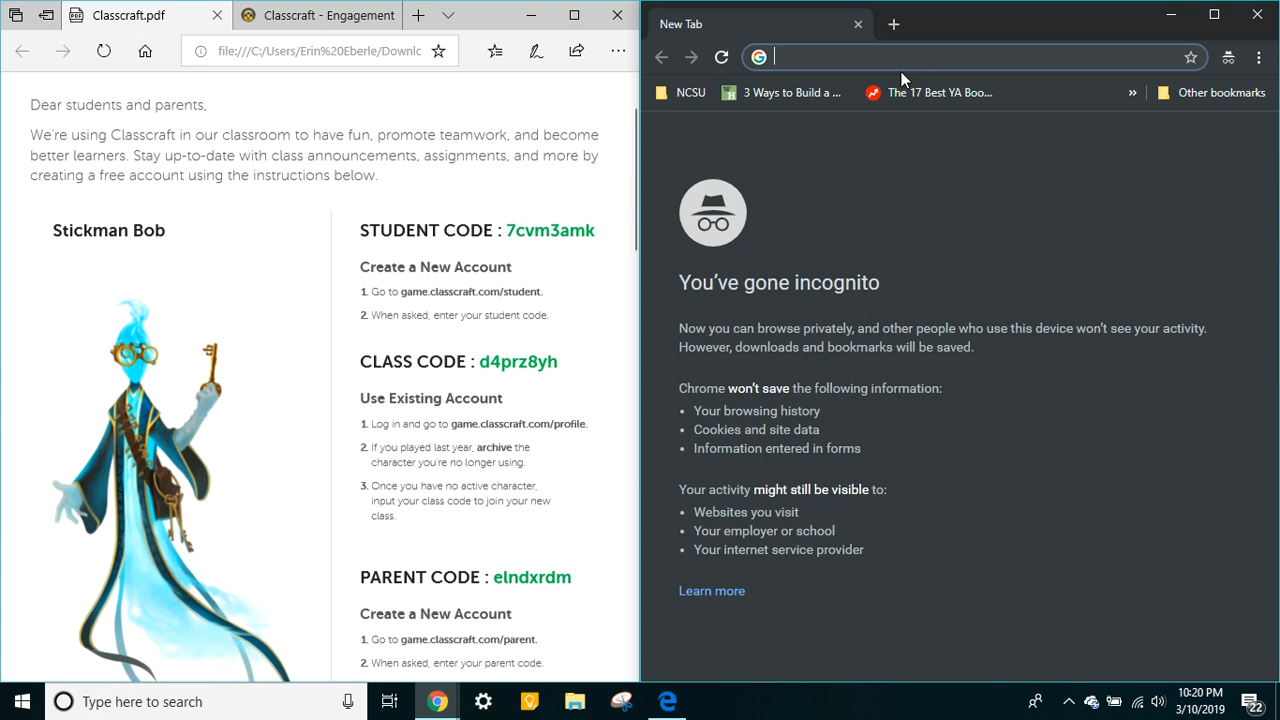 Classcraft.pdf
Classcraft - Engagement
file:///C:/Users/Erin%20Eberle/Downlc
Dear students and parents,
We're using Classcraft in our classroom to have fun, promote teamwork, and become
better learners. Stay up-to-date with class announcements, assignments, and more by
creating a free account using the instructions below.
Stickman Bob
STUDENT CODE : 7cvm3amk
Create a New Account
1. Go to game.classcraft.com/student.
2. When asked, enter your student code.
CLASS CODE : d4prz8yh
Use Existing Account
1. Log in and go to game.classcraft.com/profile.
2. If you played last year, archive the
character you're no longer using.
3. Once you have no active character,
input your class code to join your new
class.
PARENT CODE : elndxrdm
Create a New Account
1. Go to game.classcraft.com/parent.
2. When asked, enter your parent code.
New Tab
NCSU
3 Ways to Build a ...
The 17 Best YA Boo...
»
Other bookmarks
You've gone incognito
Now you can browse privately, and other people who use this device won't see your activity.
However, downloads and bookmarks will be saved.
Chrome won't save the following information:
• Your browsing history
• Cookies and site data
• Information entered in forms
Your activity might still be visible to:
• Websites you visit
• Your employer or school
• Your internet service provider
Learn more
Type here to search
10:20 PM
3/10/2019
22